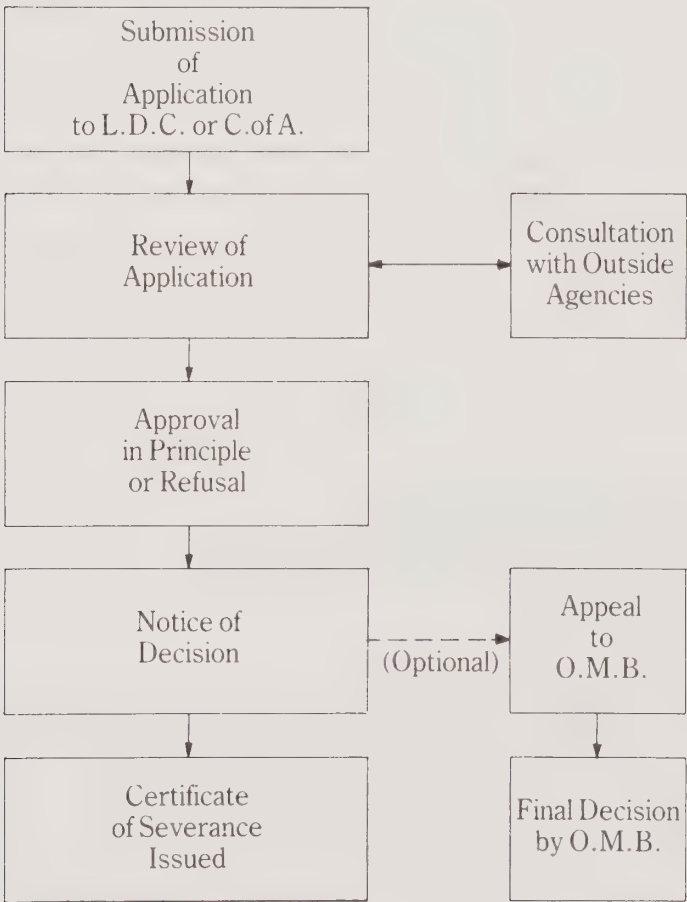 Submission
of
Application
to L.D.C. or C.of A.
Review of
Application
Consultation
with Outside
Agencies
Approval
in Principle
or Refusal
Notice of
Decision
(Optional)
Appeal
to
O.M.B.
Certificate
of Severance
Issued
Final Decision
by O.M.B.